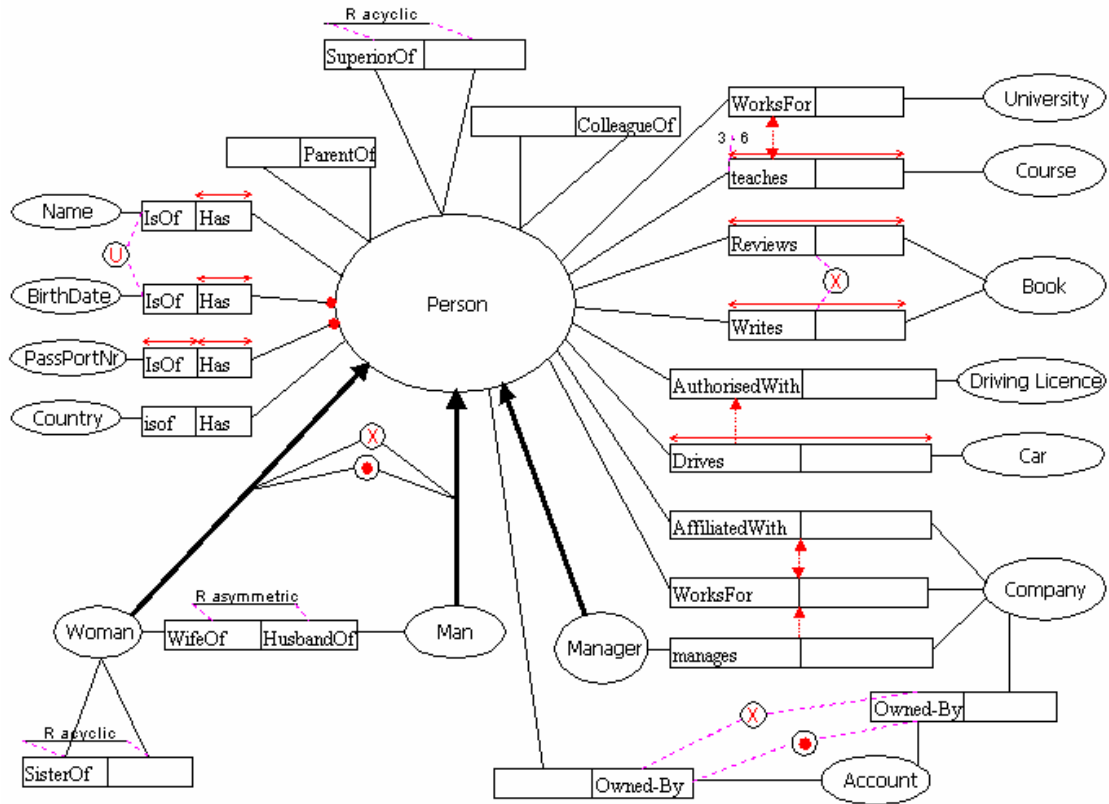 R acyclic
SuperiorOf
ColleagueOf
ParentOf
WorksFor
University
3 - 6
teaches
Course
Name
IsOf Has
U
Reviews
X
Book
Writes
BirthDate
IsOf Has
Person
PassPortNr
IsOf Has
AuthorisedWith
Driving Licence
Country
isof Has
X
Drives
Car
AffiliatedWith
WorksFor
Company
R asymmetric
Woman
WifeOf HusbandOf
Man
Manager
manages
Owned-By
X
R acyclic
SisterOf
Owned-By
Account